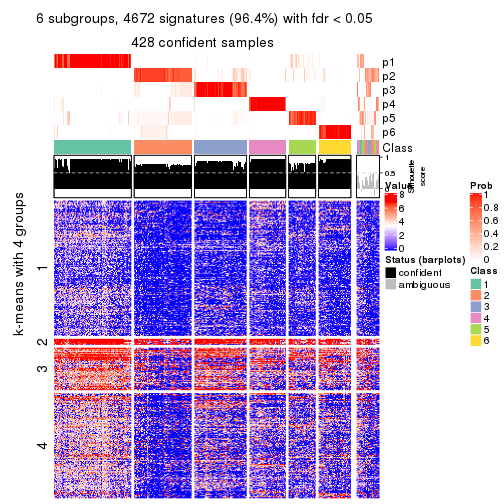 6 subgroups, 4672 signatures (96.4%) with fdr < 0.05
428 confident samples
p1
p2
p3
p4
p5
p6
Class
1
0.5
0
Silhouette
score
k-means with 4 groups
1
2
3
4
Value
8
6
4
2
0
Status (barplots)
confident
ambiguous
Prob
1
0.8
0.6
0.4
0.2
0
Class
1
2
3
4
5
6